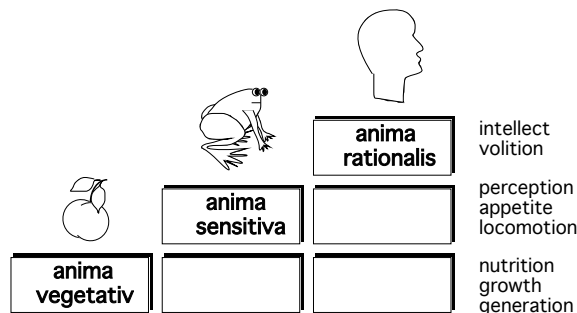 anima
rationalis
intellect
volition
anima
sensitiva
perception
appetite
locomotion
anima
vegetativ
nutrition
growth
generation